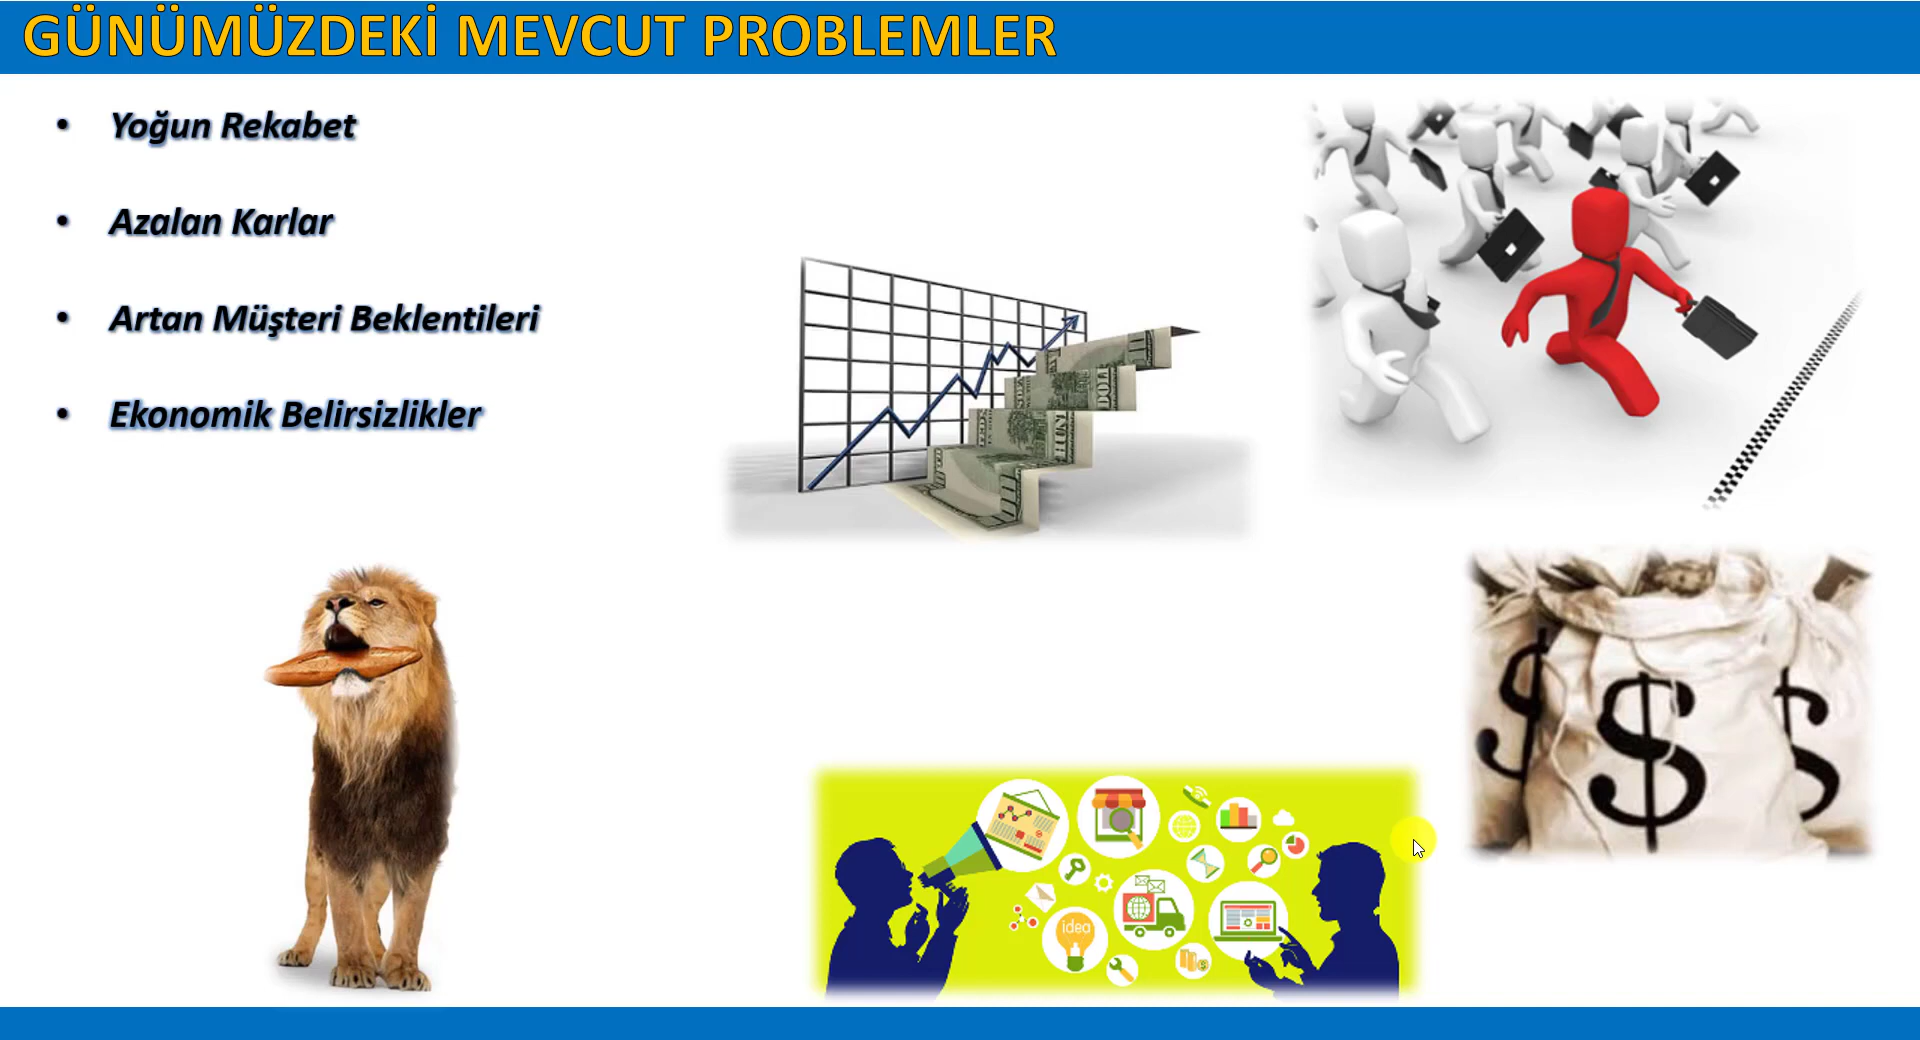 GÜNÜMÜZDEKİ MEVCUT PROBLEMLER
• Yoğun Rekabet
• Azalan Karlar
• Artan Müşteri Beklentileri
• Ekonomik Belirsizlikler
$ $ $
idea